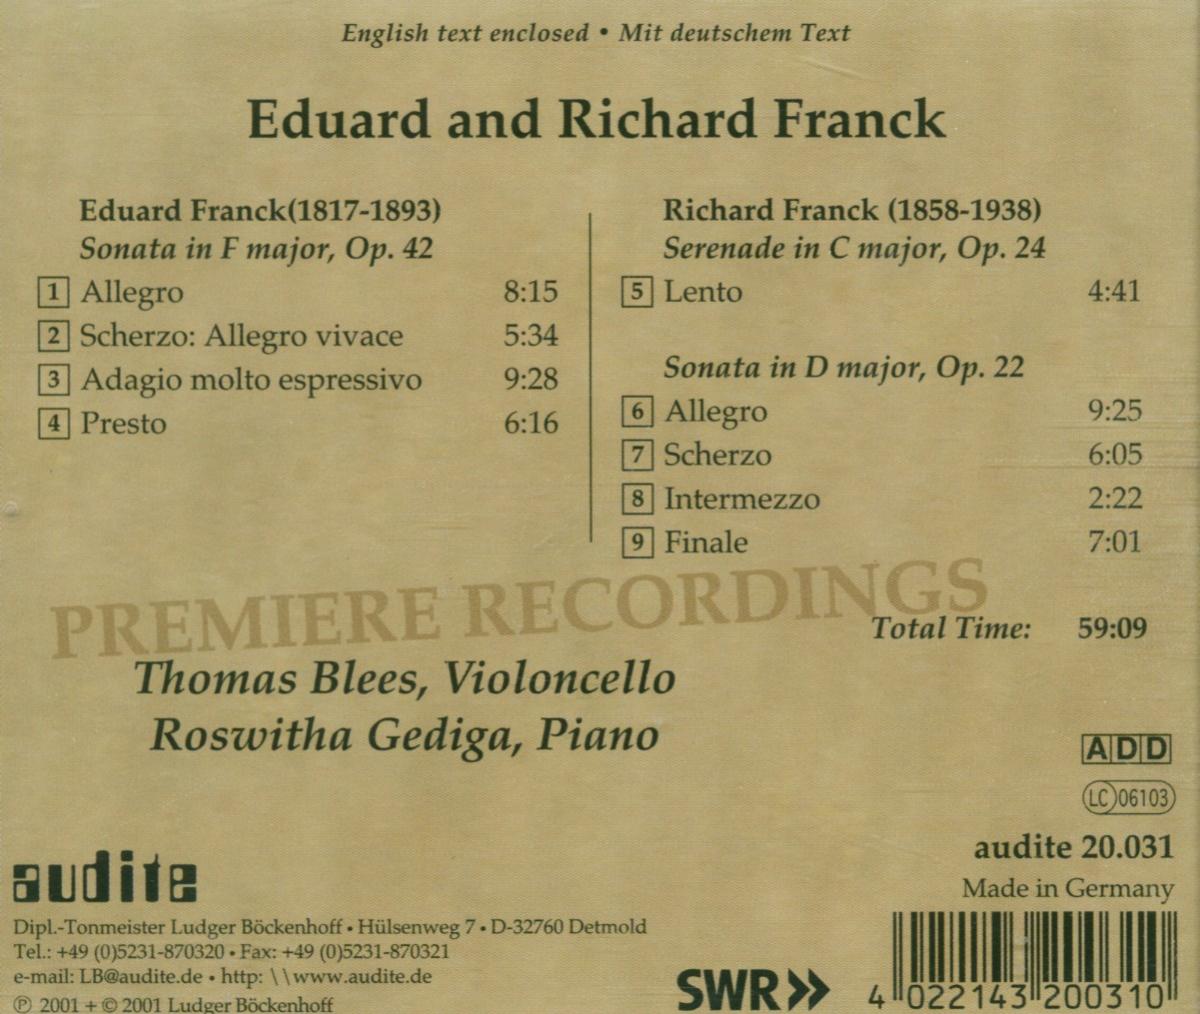 English text enclosed • Mit deutschem Text
Eduard and Richard Franck
Eduard Franck(1817-1893)
Sonata in F major, Op. 42
1 Allegro 8:15
2 Scherzo: Allegro vivace 5:34
3 Adagio molto espressivo 9:28
4 Presto 6:16
Richard Franck (1858-1938)
Serenade in C major, Op. 24
5 Lento 4:41
Sonata in D major, Op. 22
6 Allegro 9:25
7 Scherzo 6:05
8 Intermezzo 2:22
9 Finale 7:01
PREMIERE RECORDINGS
Total Time: 59:09
Thomas Blees, Violoncello
Roswitha Gediga, Piano
ADD
LC 06103
audite 20.031
Made in Germany
audite
Dipl.-Tonmeister Ludger Böckenhoff • Hülsenweg 7 • D-32760 Detmold
Tel.: +49 (0)5231-870320 • Fax: +49 (0)5231-870321
e-mail: LB@audite.de • http: \\www.audite.de
℗ 2001 + © 2001 Ludger Böckenhoff
SWR»
4 022143 200310